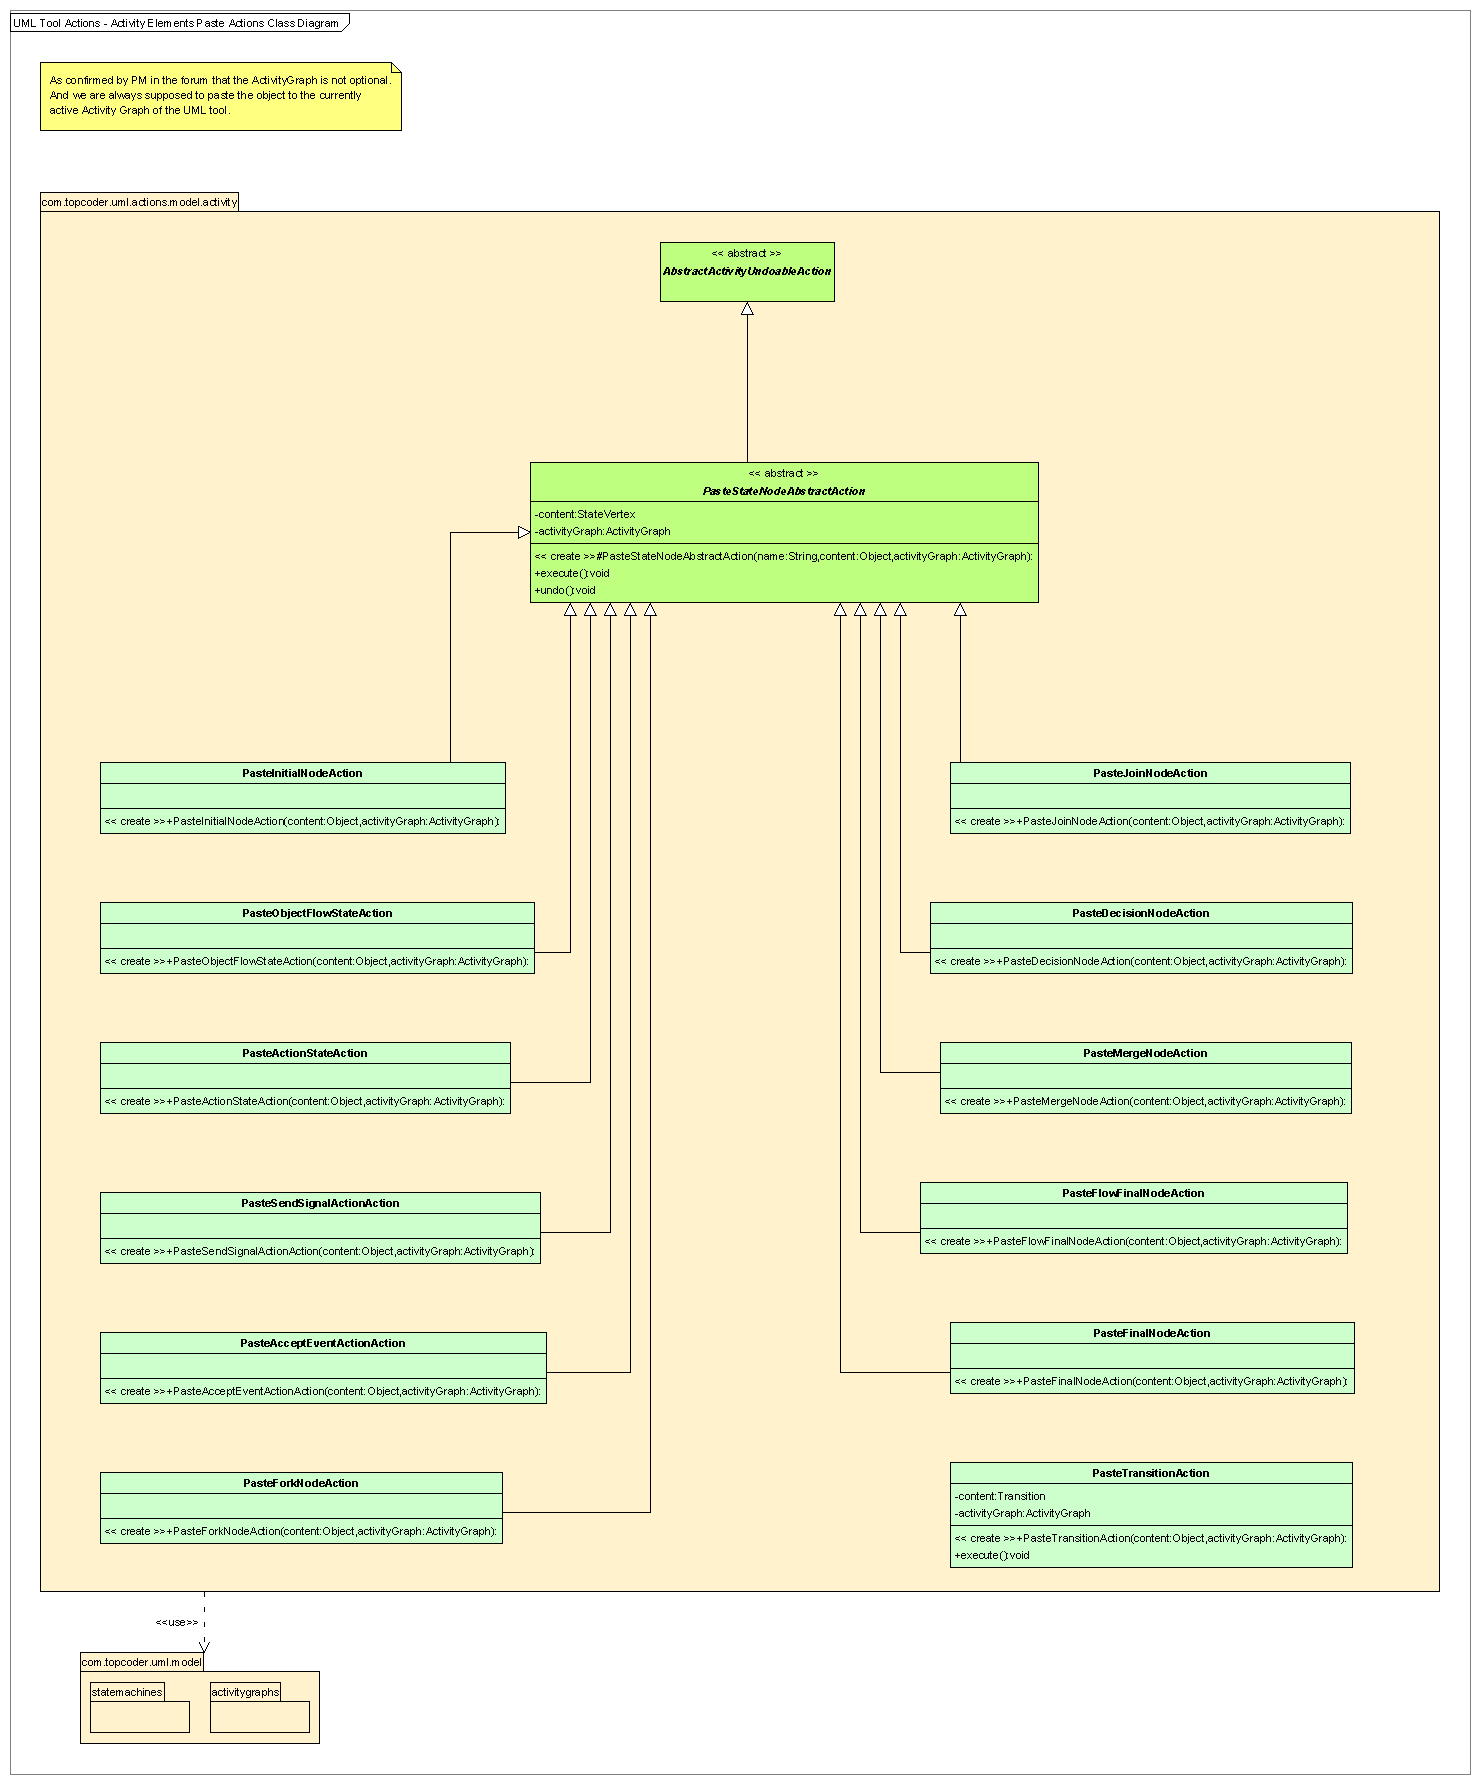 UML Tool Actions - Activity Elements Paste Actions Class Diagram
As confirmed by PM in the forum that the ActivityGraph is not optional.
And we are always supposed to paste the object to the currently
active Activity Graph of the UML tool.
com.topcoder.uml.actions.model.activity
<< abstract >>
AbstractActivityUndoableAction
<< abstract >>
PasteStateNodeAbstractAction
-content:StateVertex
-activityGraph:ActivityGraph
<< create >>#PasteStateNodeAbstractAction(name:String,content:Object,activityGraph:ActivityGraph):
+execute():void
+undo():void
PasteInitialNodeAction
<< create >>+PasteInitialNodeAction(content:Object,activityGraph:ActivityGraph):
PasteJoinNodeAction
<< create >>+PasteJoinNodeAction(content:Object,activityGraph:ActivityGraph):
PasteObjectFlowStateAction
<< create >>+PasteObjectFlowStateAction(content:Object,activityGraph:ActivityGraph):
PasteDecisionNodeAction
<< create >>+PasteDecisionNodeAction(content:Object,activityGraph:ActivityGraph):
PasteActionStateAction
<< create >>+PasteActionStateAction(content:Object,activityGraph: ActivityGraph):
PasteMergeNodeAction
<< create >>+PasteMergeNodeAction(content:Object,activityGraph:ActivityGraph):
PasteSendSignalActionAction
<< create >>+PasteSendSignalActionAction(content:Object,activityGraph:ActivityGraph):
PasteFlowFinalNodeAction
<< create >>+PasteFlowFinalNodeAction(content:Object,activityGraph:ActivityGraph):
PasteAcceptEventActionAction
<< create >>+PasteAcceptEventActionAction(content:Object,activityGraph:ActivityGraph):
PasteFinalNodeAction
<< create >>+PasteFinalNodeAction(content:Object,activityGraph:ActivityGraph):
PasteForkNodeAction
<< create >>+PasteForkNodeAction(content:Object,activityGraph:ActivityGraph):
PasteTransitionAction
-content:Transition
-activityGraph:ActivityGraph
<< create >>+PasteTransitionAction(content:Object,activityGraph:ActivityGraph):
+execute():void
<<use>>
com.topcoder.uml.model
statemachines
activitygraphs